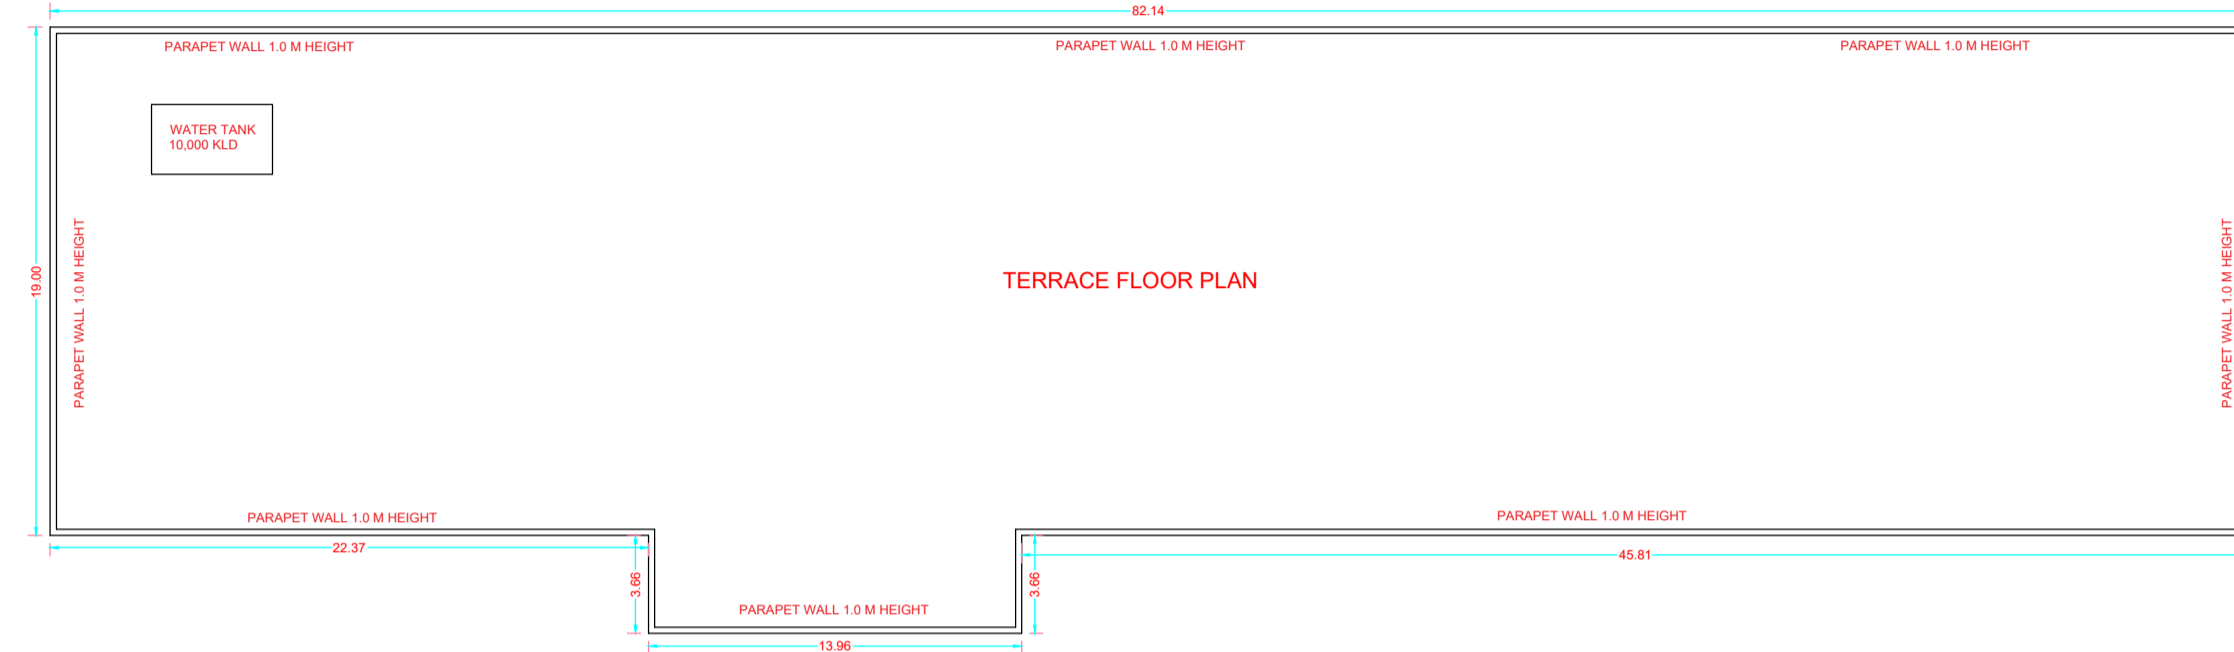 82.14
PARAPET WALL 1.0 M HEIGHT
PARAPET WALL 1.0 M HEIGHT
PARAPET WALL 1.0 M HEIGHT
WATER TANK
10,000 KLD
19.00
PARAPET WALL 1.0 M HEIGHT
TERRACE FLOOR PLAN
PARAPET WALL 1.0 M HEIGHT
PARAPET WALL 1.0 M HEIGHT
PARAPET WALL 1.0 M HEIGHT
22.37
45.81
3.66
3.66
PARAPET WALL 1.0 M HEIGHT
13.96